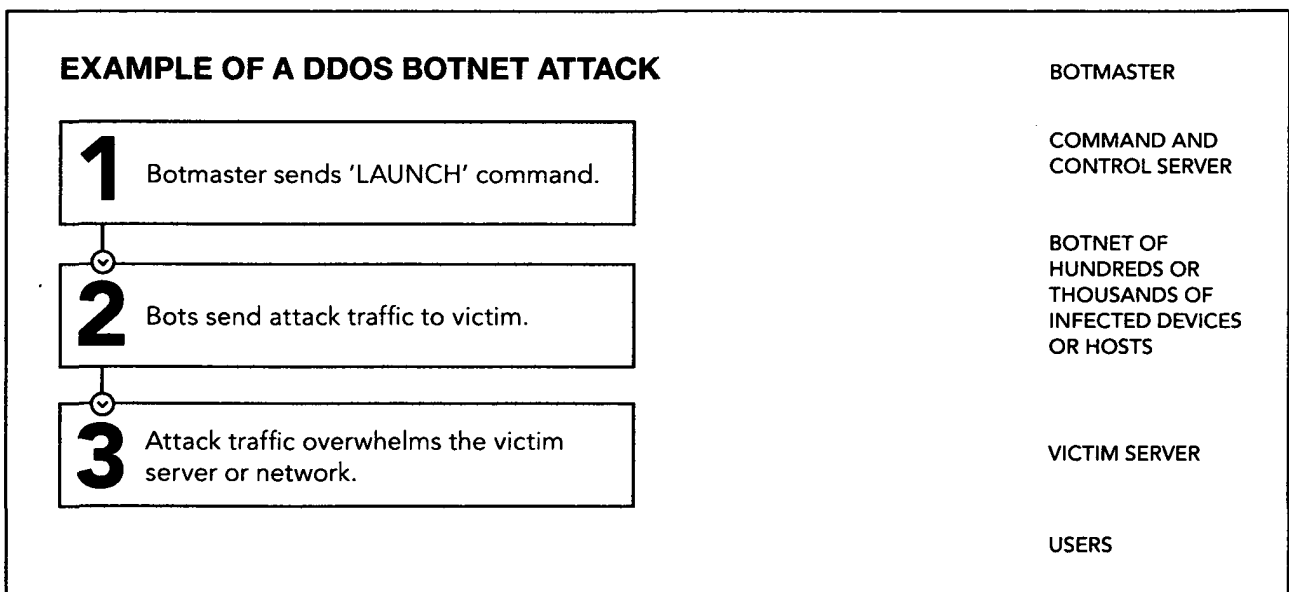 EXAMPLE OF A DDOS BOTNET ATTACK
1
Botmaster sends 'LAUNCH' command.
2
Bots send attack traffic to victim.
3
Attack traffic overwhelms the victim
server or network.
BOTMASTER
COMMAND AND
CONTROL SERVER
BOTNET OF
HUNDREDS OR
THOUSANDS OF
INFECTED DEVICES
OR HOSTS
VICTIM SERVER
USERS